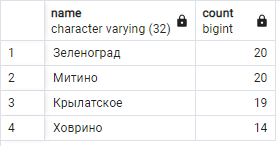 name count
character varying (32) bigint
1 Зеленоград 20
2 Митино 20
3 Крылатское 19
4 Ховрино 14